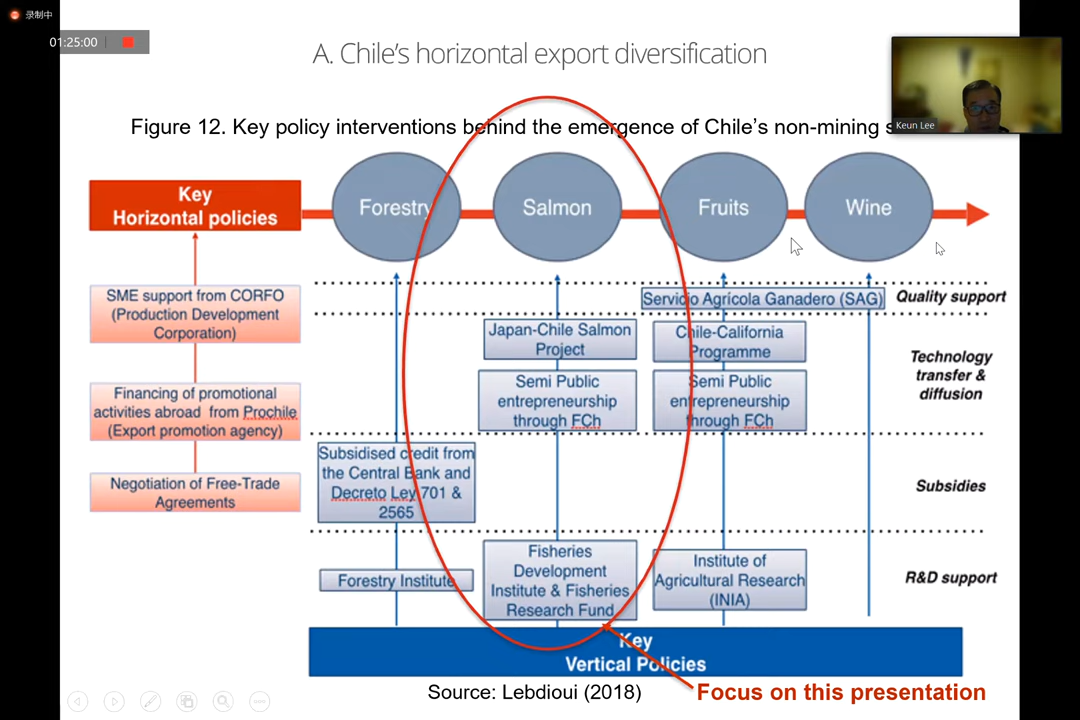 录制中
01:25:00
A. Chile's horizontal export diversification
Keun Lee
Figure 12. Key policy interventions behind the emergence of Chile's non-mining
Key
Horizontal policies
Forestry
Salmon
Fruits
Wine
SME support from CORFO
(Production Development
Corporation)
Financing of promotional
activities abroad from Prochile
(Export promotion agency)
Negotiation of Free-Trade
Agreements
Servicio Agrícola Ganadero (SAG)
Quality support
Japan-Chile Salmon
Project
Chile-California
Programme
Semi Public
entrepreneurship
through FCh
Semi Public
entrepreneurship
through FCh
Technology
transfer &
diffusion
Subsidised credit from
the Central Bank and
Decreto Ley 701 &
2565
Subsidies
Forestry Institute
Fisheries
Development
Institute & Fisheries
Research Fund
Institute of
Agricultural Research
(INIA)
R&D support
Key
Vertical Policies
Source: Lebdioui (2018)
Focus on this presentation